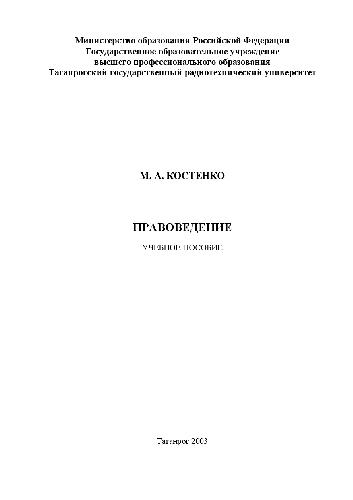 Министерство образования Российской Федерации
Государственное образовательное учреждение
высшего профессионального образования
Таганрогский государственный радиотехнический университет
М. А. КОСТЕНКО
ПРАВОВЕДЕНИЕ
УЧЕБНОЕ ПОСОБИЕ
Таганрог 2003